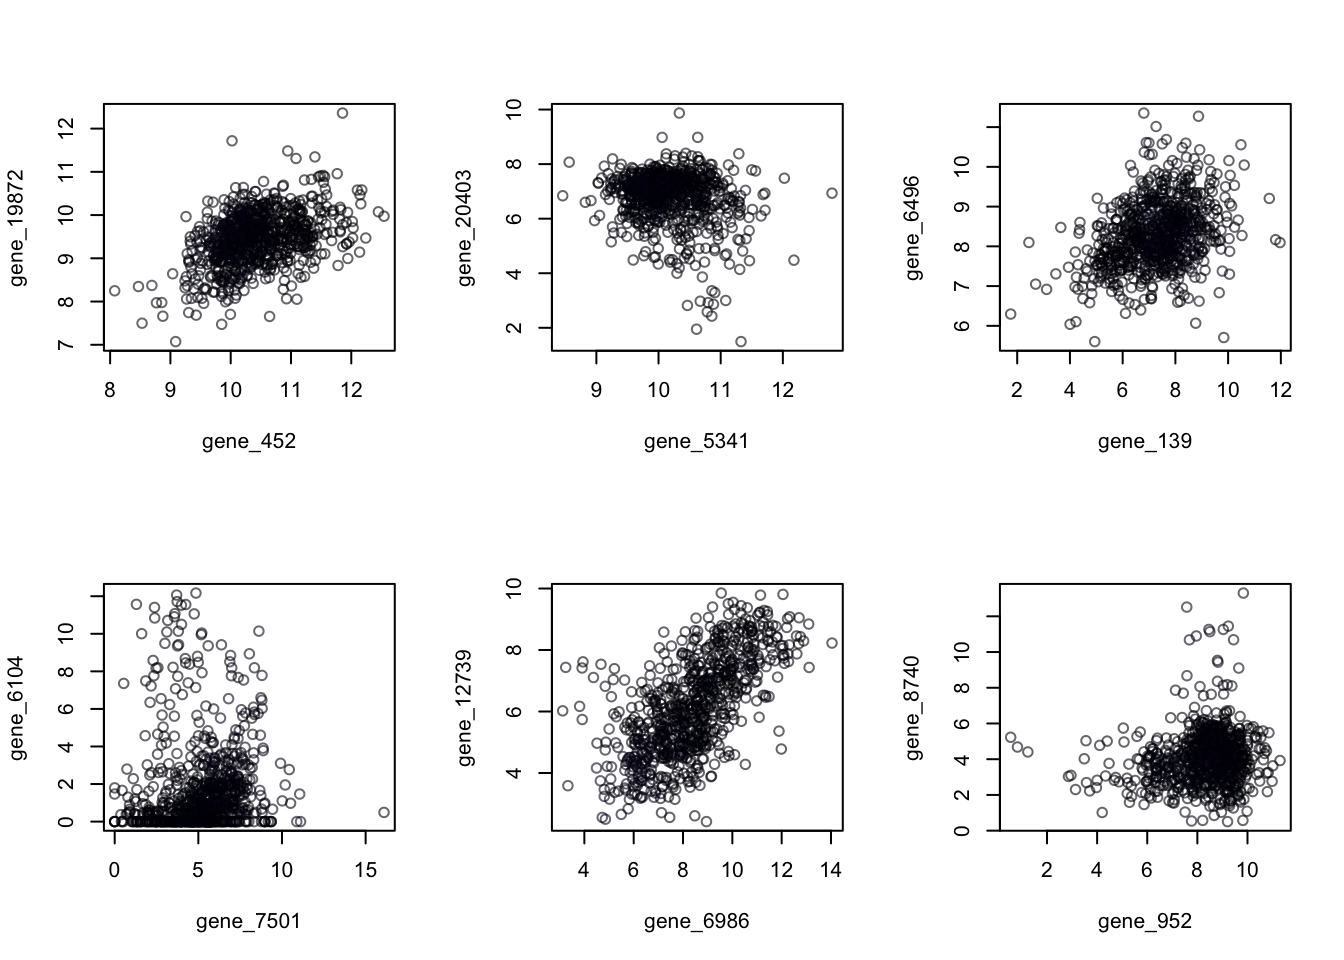 gene_19872
7 8 9 10 11 12
8 9 10 11 12
gene_452
gene_20403
2 4 6 8 10
9 10 11 12
gene_5341
gene_6496
6 7 8 9 10
2 4 6 8 10 12
gene_139
gene_6104
0 2 4 6 8 10
0 5 10 15
gene_7501
gene_12739
4 6 8 10
4 6 8 10 12 14
gene_6986
gene_8740
0 2 4 6 8 10
2 4 6 8 10
gene_952